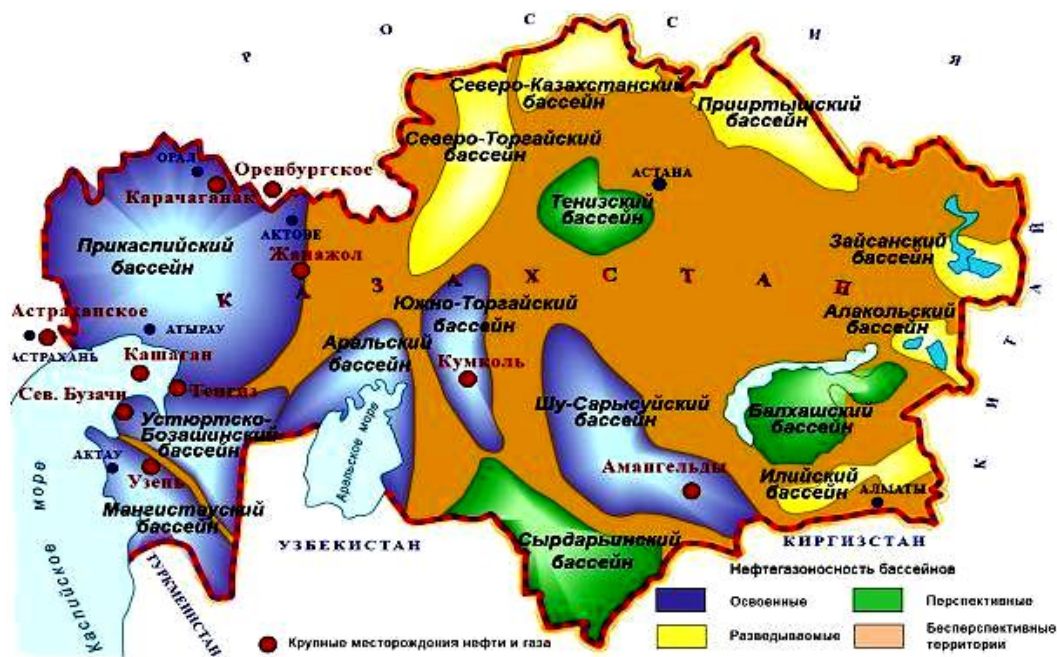 Р О С С И Я
Северо-Казахстанский
бассейн
Прииртышский
бассейн
Северо-Торгайский
бассейн
ОРАЛ
Оренбургское
Карачаганак
АСТАНА
Тенизский
бассейн
АКТОБЕ
Прикаспийский
бассейн
Жанажол
Зайсанский
бассейн
К А З А Х С Т А Н
Южно-Торгайский
бассейн
Астраханское
АТЫРАУ
АСТРАХАНЬ
Аральский
бассейн
Алакольский
бассейн
Кашаган
Кумколь
Тенгиз
Сев. Бузачи
Шу-Сарысуйский
бассейн
Балхашский
бассейн
Устюртско-
Бозашинский
бассейн
Аральское море
АКТАУ
Узень
Амангельды
Илийский
бассейн
АЛМАТЫ
К И Т А Й
Мангистауский
бассейн
Сырдарьинский
бассейн
УЗБЕКИСТАН
КИРГИЗСТАН
ТУРКМЕНИСТАН
Каспийское море
Нефтегазоносность бассейнов
Освоенные
Перспективные
Разведываемые
Бесперспективные
территории
Крупные месторождения нефти и газа